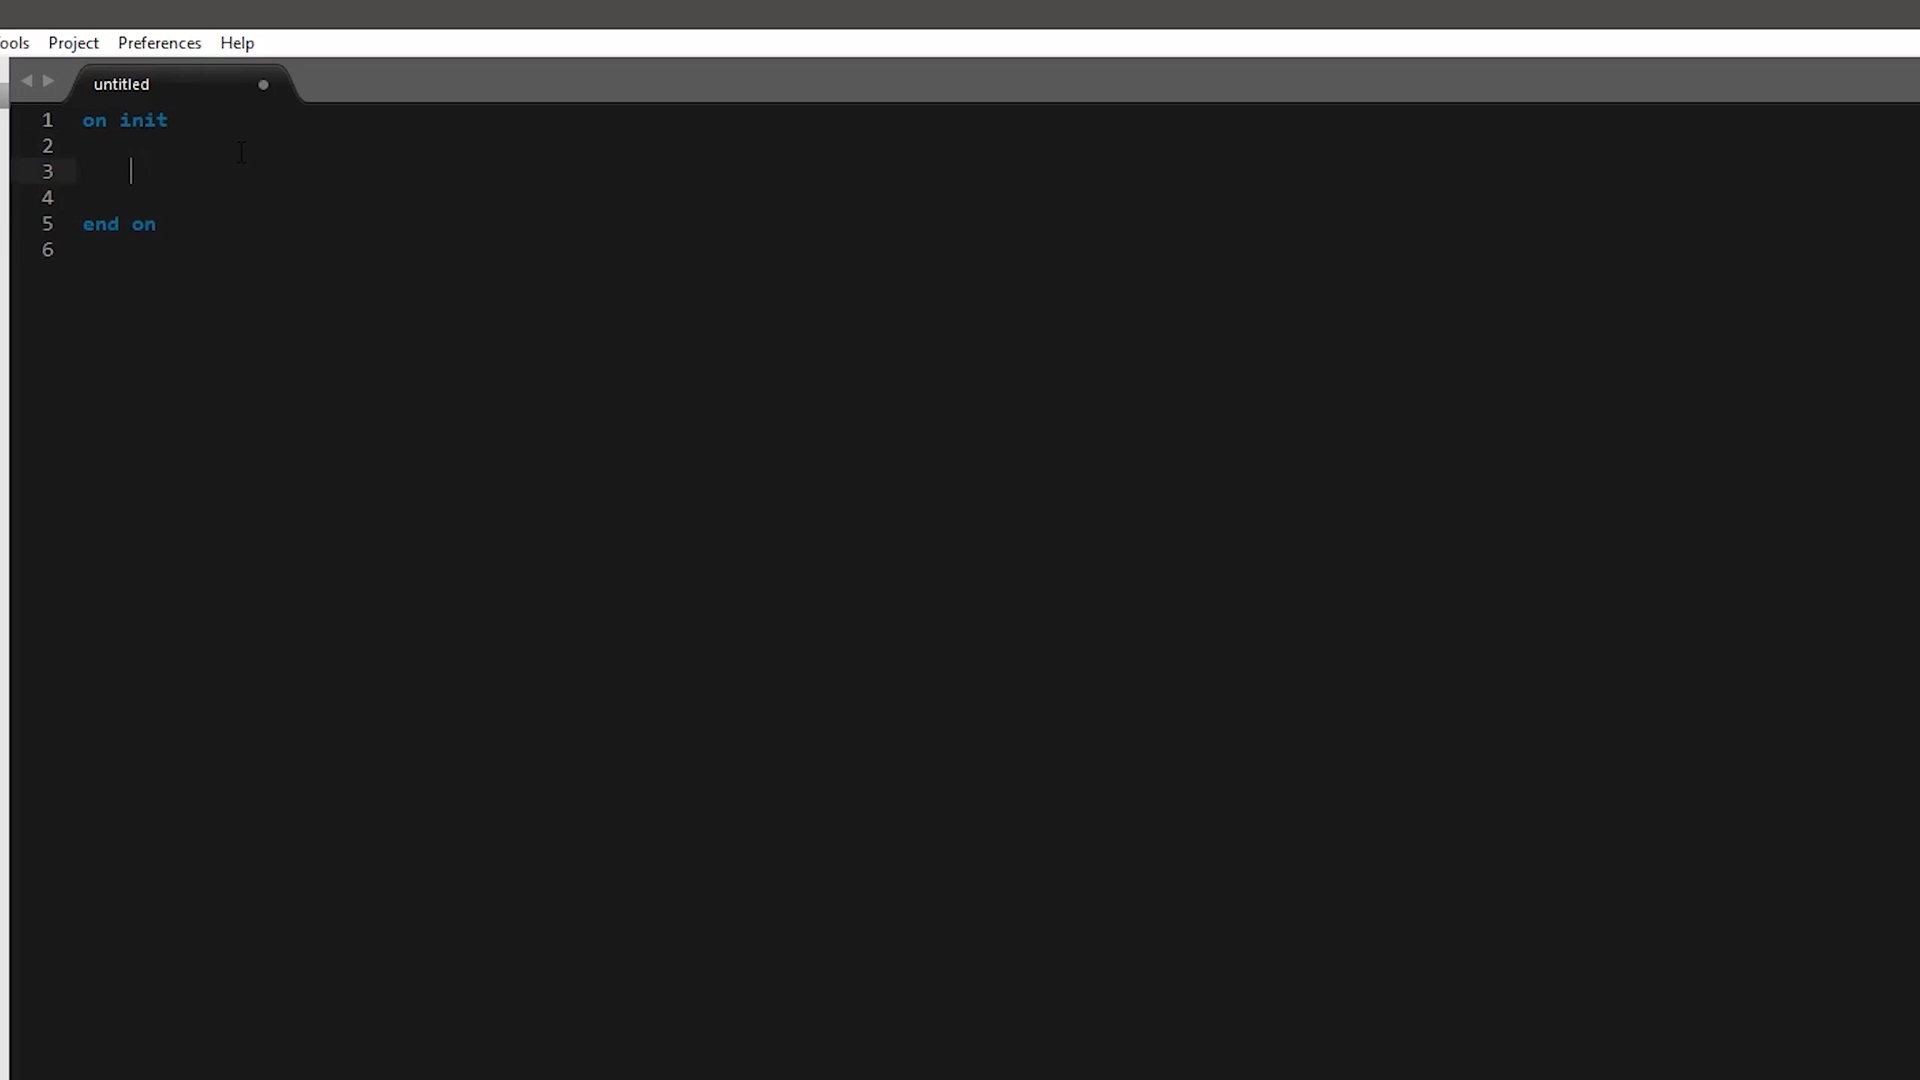 ools Project Preferences Help
untitled
1 on init
2
3
4
5 end on
6